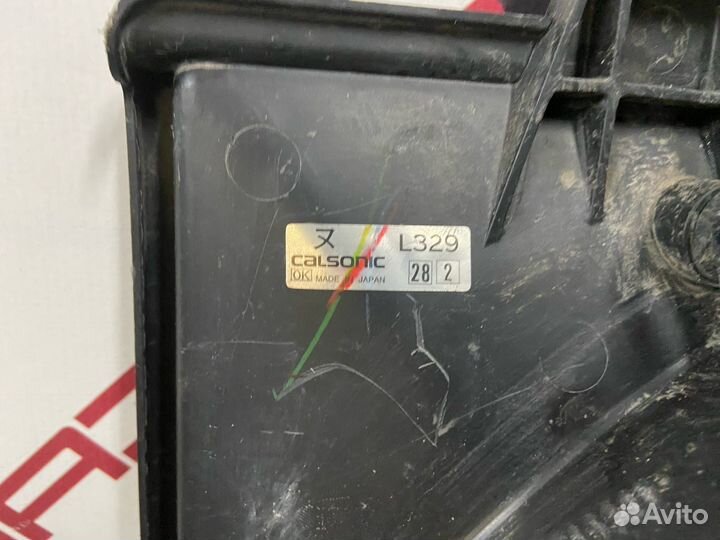 ヌ L329
calsonic
OK MADE IN JAPAN 28 2
Avito